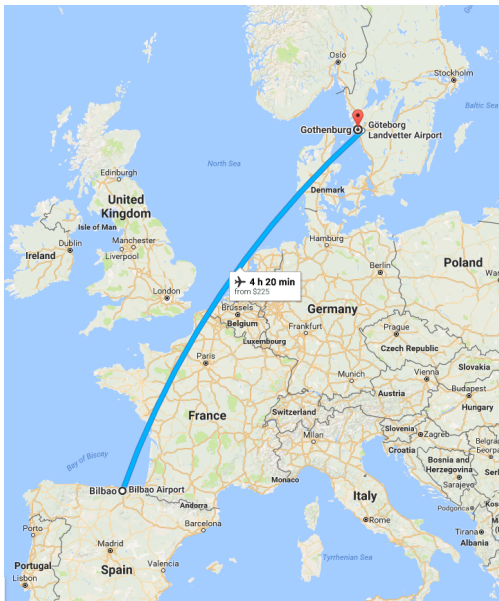 Oslo
Stockholm
Gothenburg
Göteborg
Landvetter Airport
Baltic Sea
North Sea
Edinburgh
Denmark
United
Kingdom
Isle of Man
Hamburg
Dublin
Manchester
Ireland
Liverpool
Berlin
Poland
4 h 20 min
from $225
London
Brussels
Belgium
Germany
Frankfurt
Prague
Luxembourg
Czech Republic
Paris
Slovakia
Munich
Vienna
Austria
Budapest
Hungary
France
Switzerland
Slovenia
Zagreb
Milan
Croatia
Bay of Biscay
Bosnia and
Herzegovina
Sarajevo
Monaco
Bilbao
Bilbao Airport
Andorra
Italy
Podgorica
Porto
Barcelona
Rome
Tirana
Albania
Madrid
Portugal
Spain
Valencia
Tyrrhenian Sea
Lisbon